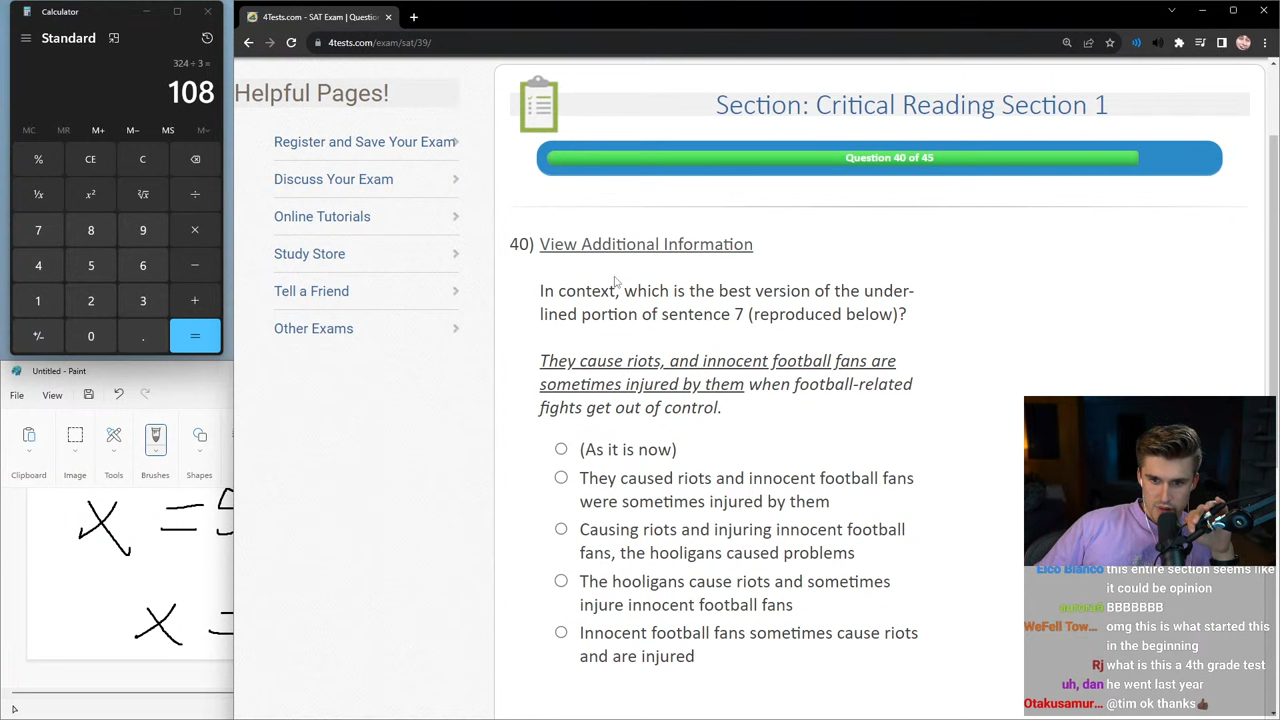 Calculator
Standard
324 ÷ 3 =
108
MC MR M+ M− MS M˅
% CE C
⅟x x² ²√x ÷
7 8 9 ×
4 5 6 −
1 2 3 +
+/− 0 . =
Untitled - Paint
File View
Clipboard Image Tools Brushes Shapes
x = 5
x =
4Tests.com - SAT Exam | Question
4tests.com/exam/sat/39/
Helpful Pages!
Register and Save Your Exam
Discuss Your Exam
Online Tutorials
Study Store
Tell a Friend
Other Exams
Section: Critical Reading Section 1
Question 40 of 45
40) View Additional Information
In context, which is the best version of the under-
lined portion of sentence 7 (reproduced below)?
They cause riots, and innocent football fans are
sometimes injured by them when football-related
fights get out of control.
(As it is now)
They caused riots and innocent football fans
were sometimes injured by them
Causing riots and injuring innocent football
fans, the hooligans caused problems
The hooligans cause riots and sometimes
injure innocent football fans
Innocent football fans sometimes cause riots
and are injured
Elco Bianco this entire section seems like
it could be opinion
BBBBBBB
WeFell Tow... omg this is what started this
in the beginning
Rj what is this a 4th grade test
uh, dan he went last year
Otakusamur... @tim ok thanks